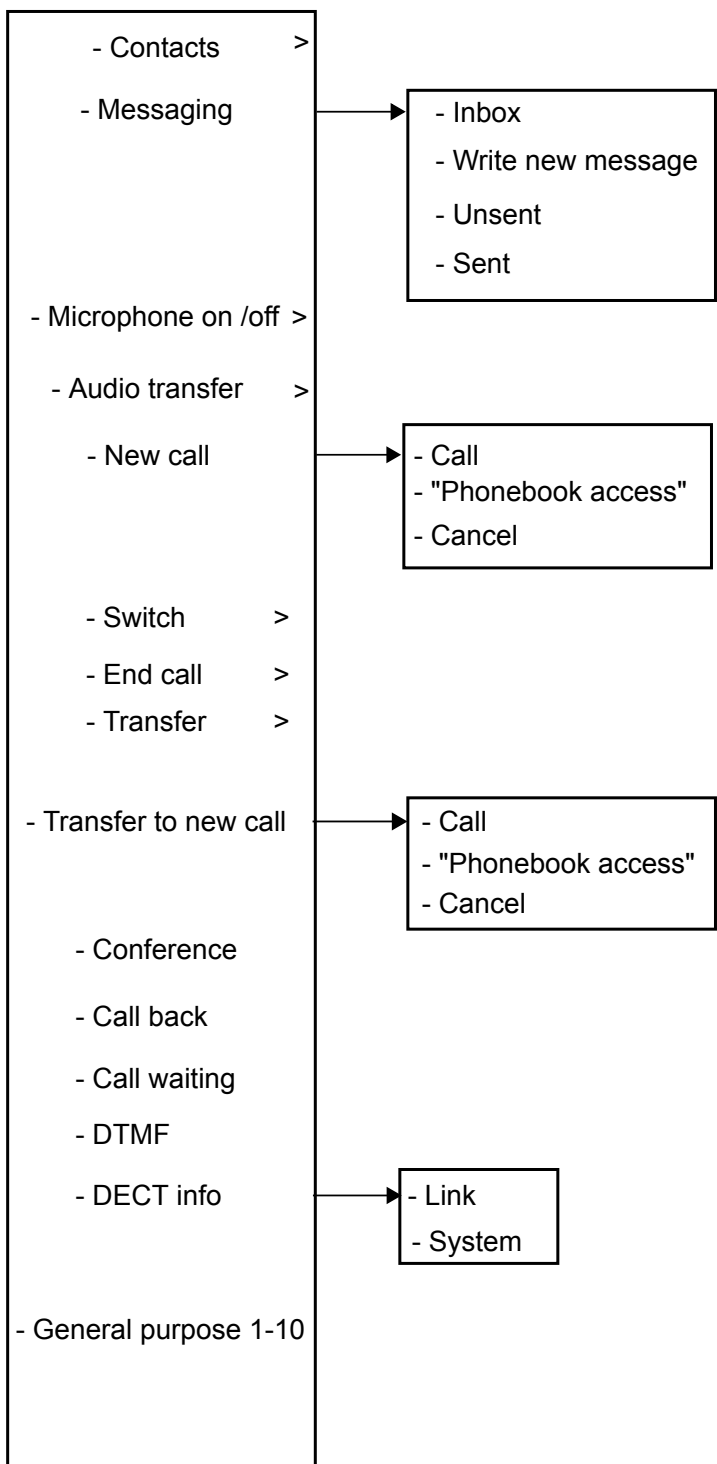 - Contacts >
- Messaging
- Inbox
- Write new message
- Unsent
- Sent
- Microphone on /off >
- Audio transfer >
- New call
- Call
- "Phonebook access"
- Cancel
- Switch >
- End call >
- Transfer >
- Transfer to new call
- Call
- "Phonebook access"
- Cancel
- Conference
- Call back
- Call waiting
- DTMF
- DECT info
- Link
- System
- General purpose 1-10